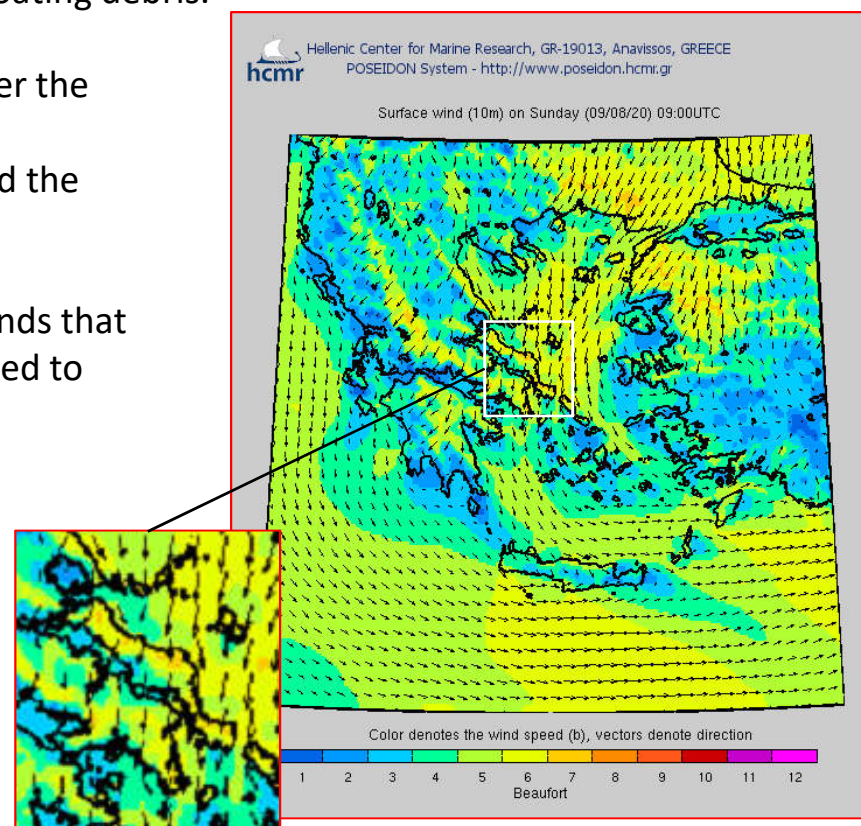 er the
d the
nds that
ed to
hcmr
Hellenic Center for Marine Research, GR-19013, Anavissos, GREECE
POSEIDON System - http://www.poseidon.hcmr.gr
Surface wind (10m) on Sunday (09/08/20) 09:00UTC
Color denotes the wind speed (b), vectors denote direction
1 2 3 4 5 6 7 8 9 10 11 12
Beaufort